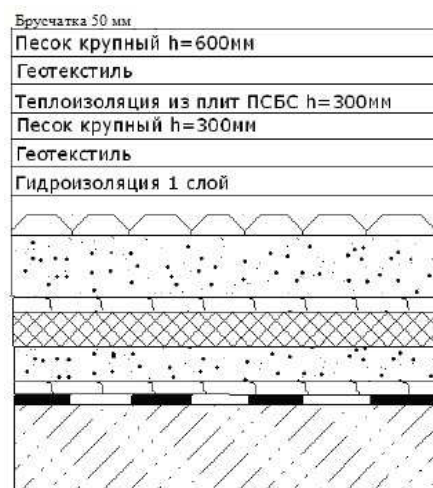 Брусчатка 50 мм
Песок крупный h=600мм
Геотекстиль
Теплоизоляция из плит ПСБС h=300мм
Песок крупный h=300мм
Геотекстиль
Гидроизоляция 1 слой